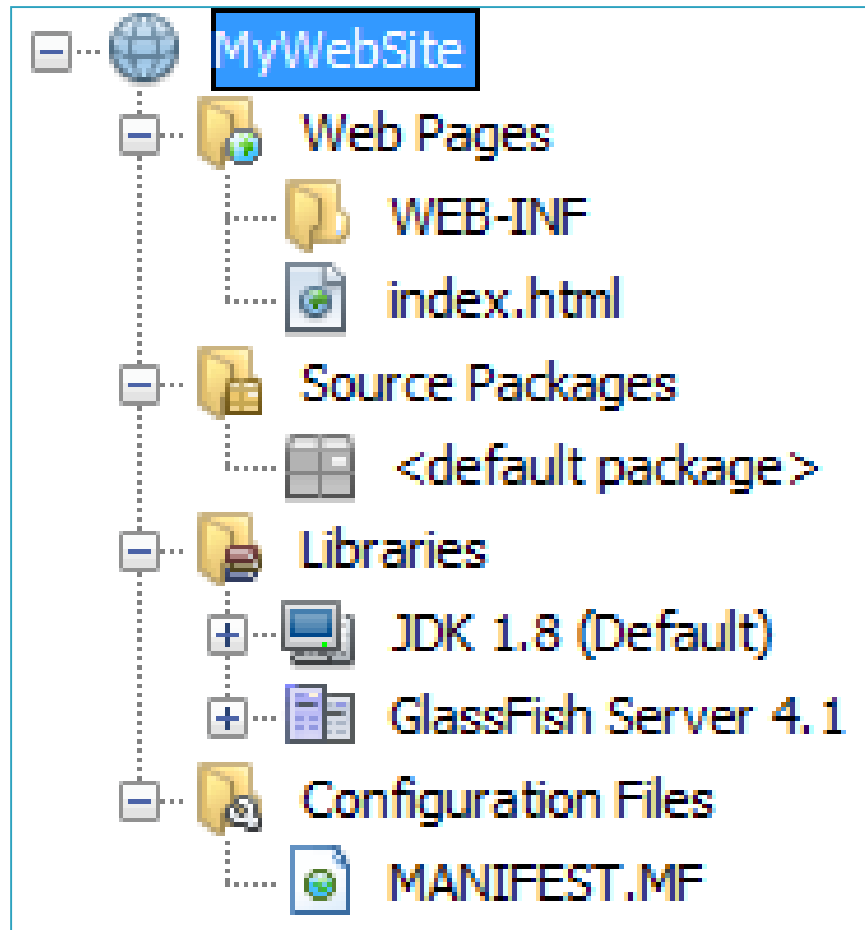 MyWebSite
Web Pages
WEB-INF
index.html
Source Packages
<default package>
Libraries
JDK 1.8 (Default)
GlassFish Server 4.1
Configuration Files
MANIFEST.MF